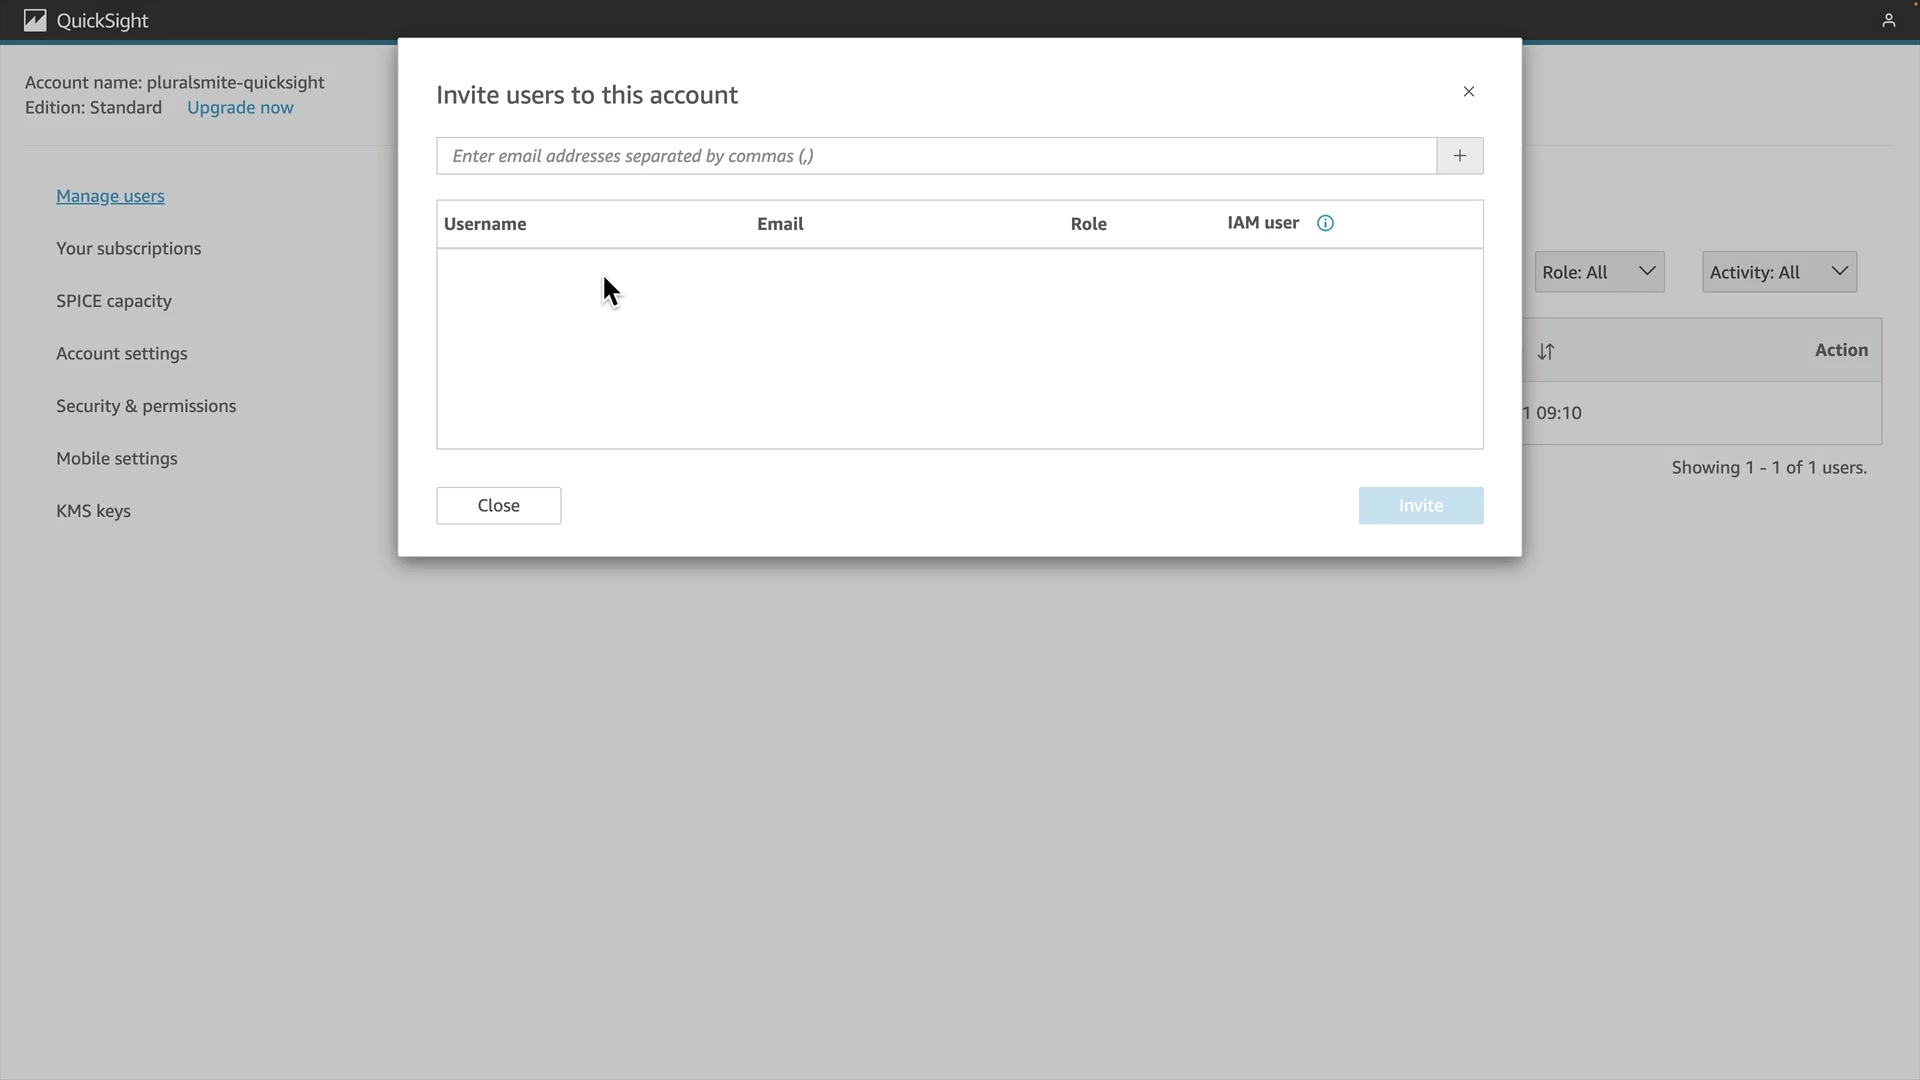 QuickSight
Account name: pluralsmite-quicksight
Edition: Standard Upgrade now
Invite users to this account
Enter email addresses separated by commas (,)
+
Manage users
Your subscriptions
SPICE capacity
Account settings
Security & permissions
Mobile settings
KMS keys
Username Email Role IAM user
Close Invite
Role: All Activity: All
Action
1 09:10
Showing 1 - 1 of 1 users.